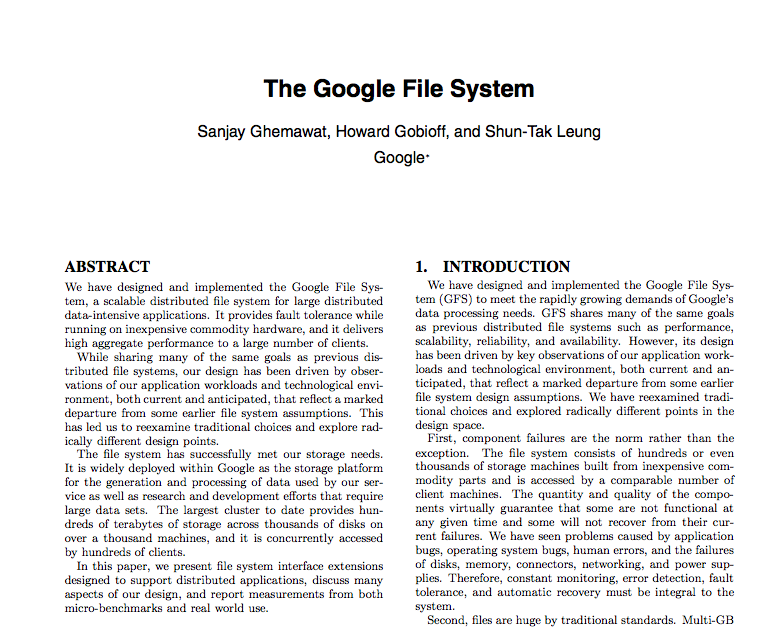 The Google File System
Sanjay Ghemawat, Howard Gobioff, and Shun-Tak Leung
Google*
ABSTRACT
We have designed and implemented the Google File Sys-
tem, a scalable distributed file system for large distributed
data-intensive applications. It provides fault tolerance while
running on inexpensive commodity hardware, and it delivers
high aggregate performance to a large number of clients.
While sharing many of the same goals as previous dis-
tributed file systems, our design has been driven by obser-
vations of our application workloads and technological envi-
ronment, both current and anticipated, that reflect a marked
departure from some earlier file system assumptions. This
has led us to reexamine traditional choices and explore rad-
ically different design points.
The file system has successfully met our storage needs.
It is widely deployed within Google as the storage platform
for the generation and processing of data used by our ser-
vice as well as research and development efforts that require
large data sets. The largest cluster to date provides hun-
dreds of terabytes of storage across thousands of disks on
over a thousand machines, and it is concurrently accessed
by hundreds of clients.
In this paper, we present file system interface extensions
designed to support distributed applications, discuss many
aspects of our design, and report measurements from both
micro-benchmarks and real world use.
1. INTRODUCTION
We have designed and implemented the Google File Sys-
tem (GFS) to meet the rapidly growing demands of Google's
data processing needs. GFS shares many of the same goals
as previous distributed file systems such as performance,
scalability, reliability, and availability. However, its design
has been driven by key observations of our application work-
loads and technological environment, both current and an-
ticipated, that reflect a marked departure from some earlier
file system design assumptions. We have reexamined tradi-
tional choices and explored radically different points in the
design space.
First, component failures are the norm rather than the
exception. The file system consists of hundreds or even
thousands of storage machines built from inexpensive com-
modity parts and is accessed by a comparable number of
client machines. The quantity and quality of the compo-
nents virtually guarantee that some are not functional at
any given time and some will not recover from their cur-
rent failures. We have seen problems caused by application
bugs, operating system bugs, human errors, and the failures
of disks, memory, connectors, networking, and power sup-
plies. Therefore, constant monitoring, error detection, fault
tolerance, and automatic recovery must be integral to the
system.
Second, files are huge by traditional standards. Multi-GB